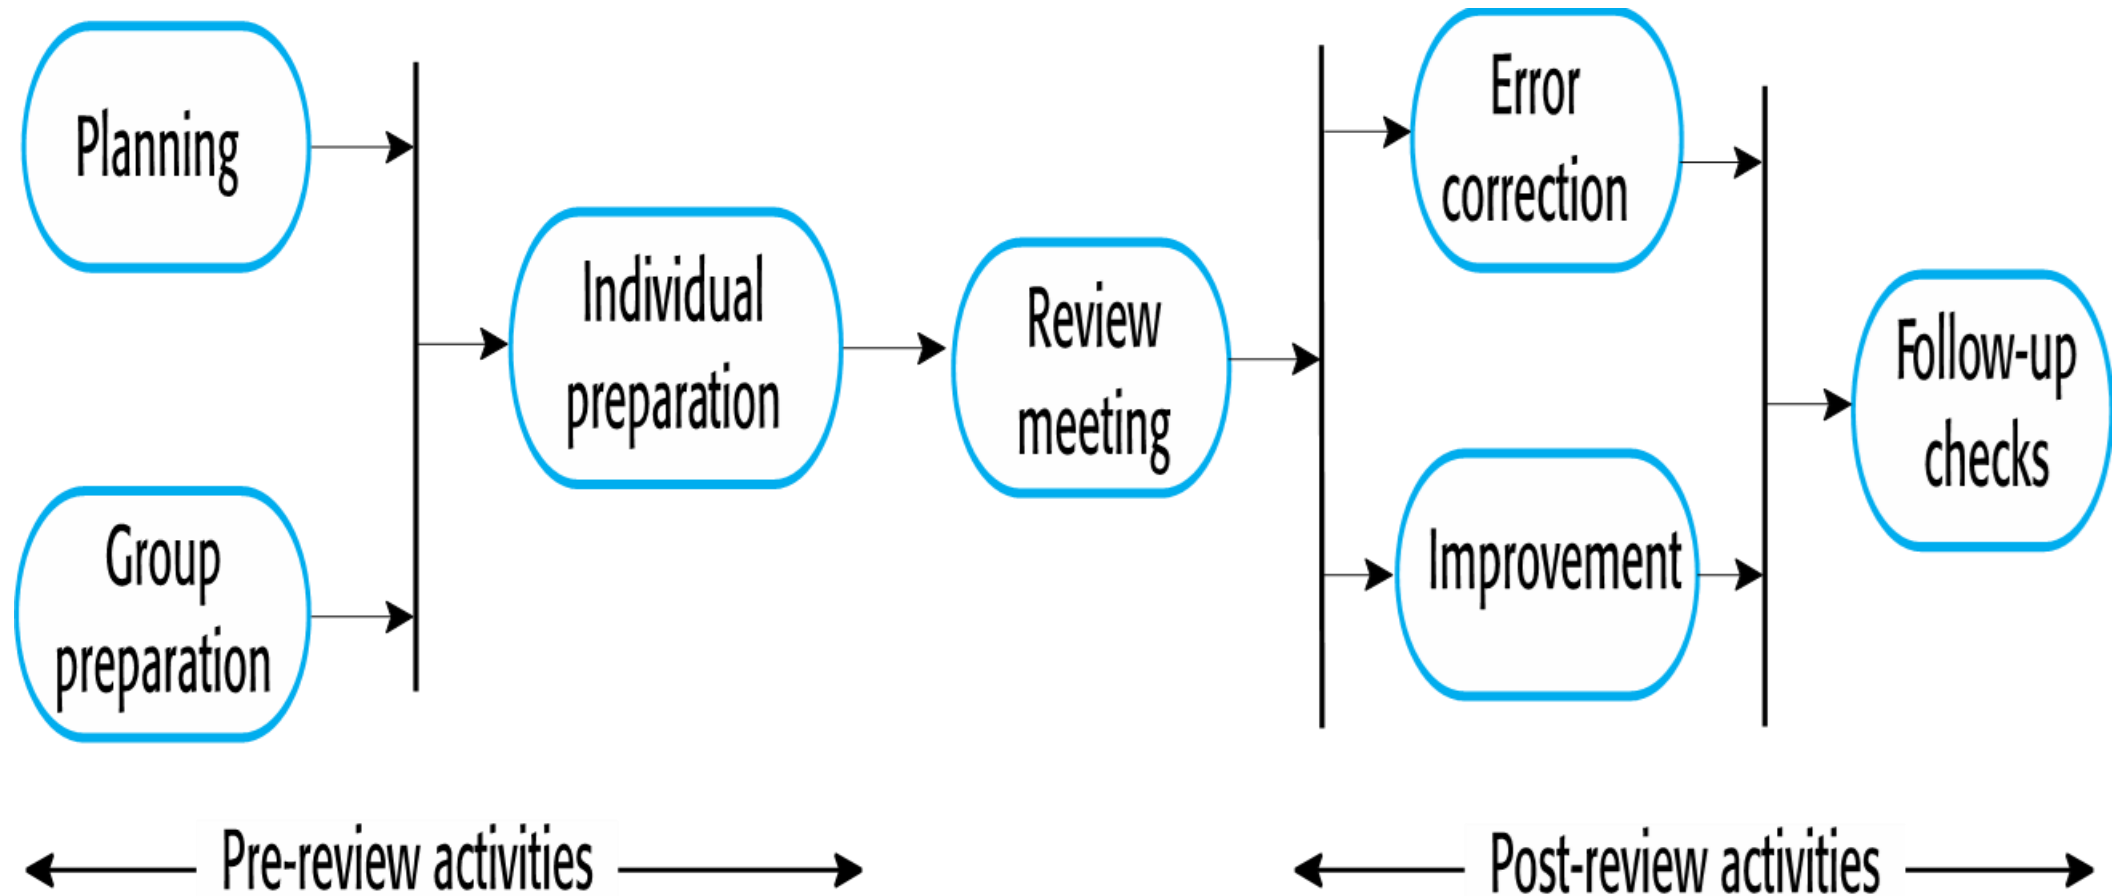 Planning
Group
preparation
Individual
preparation
Review
meeting
Error
correction
Improvement
Follow-up
checks
Pre-review activities
Post-review activities